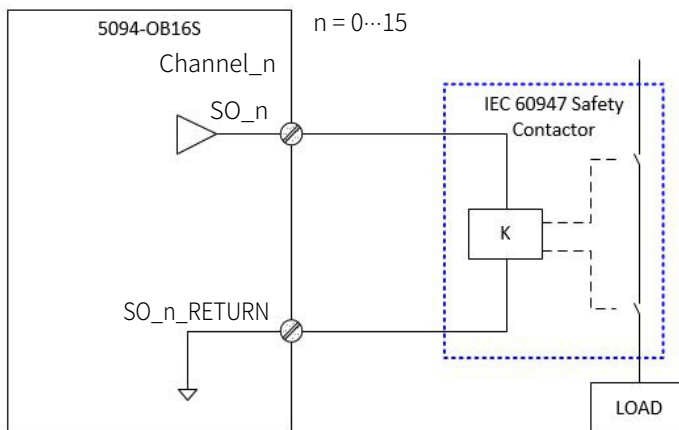 5094-OB16S
n = 0···15
Channel_n
SO_n
IEC 60947 Safety
Contactor
K
SO_n_RETURN
LOAD